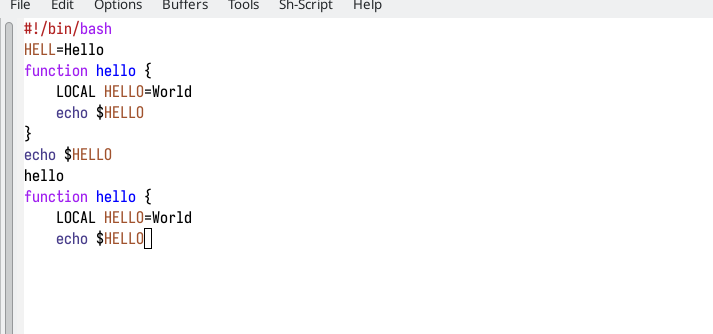 File Edit Options Buffers Tools Sh-Script Help
#!/bin/bash
HELL=Hello
function hello {
    LOCAL HELLO=World
    echo $HELLO
}
echo $HELLO
hello
function hello {
    LOCAL HELLO=World
    echo $HELLO